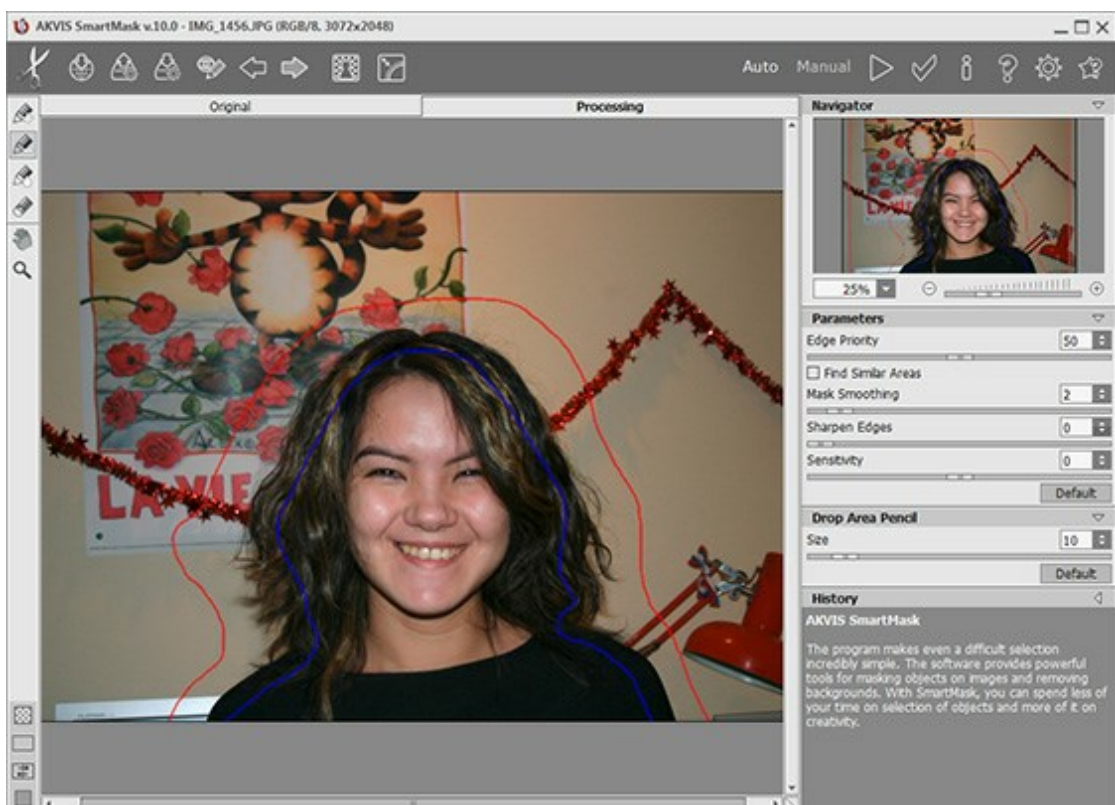 AKVIS SmartMask v.10.0 - IMG_1456.JPG (RGB/8, 3072x2048)
Auto Manual
Original Processing
Navigator
25%
Parameters
Edge Priority 50
Find Similar Areas
Mask Smoothing 2
Sharpen Edges 0
Sensitivity 0
Default
Drop Area Pencil
Size 10
Default
History
AKVIS SmartMask
The program makes even a difficult selection
incredibly simple. The software provides powerful
tools for masking objects on images and removing
backgrounds. With SmartMask, you can spend less of
your time on selection of objects and more of it on
creativity.
LA VIE